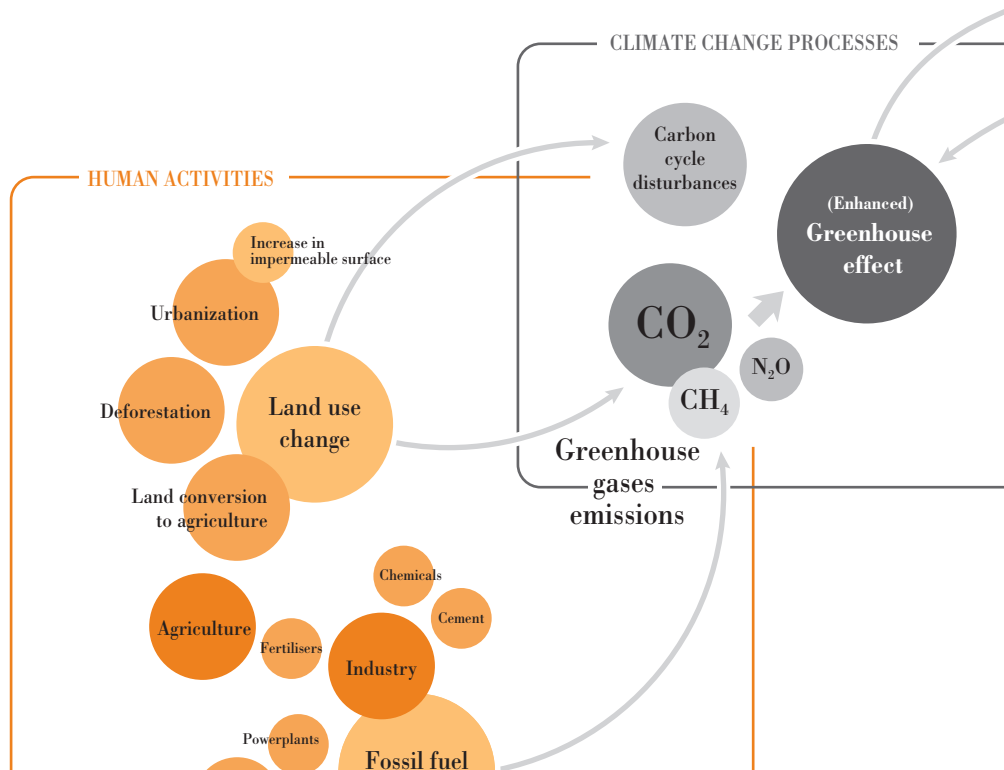 CLIMATE CHANGE PROCESSES
Carbon
cycle
disturbances
HUMAN ACTIVITIES
(Enhanced)
Greenhouse
effect
Increase in
impermeable surface
Urbanization
CO₂
N₂O
Deforestation
Land use
change
CH₄
Greenhouse
gases
emissions
Land conversion
to agriculture
Chemicals
Cement
Agriculture
Fertilisers
Industry
Powerplants
Fossil fuel